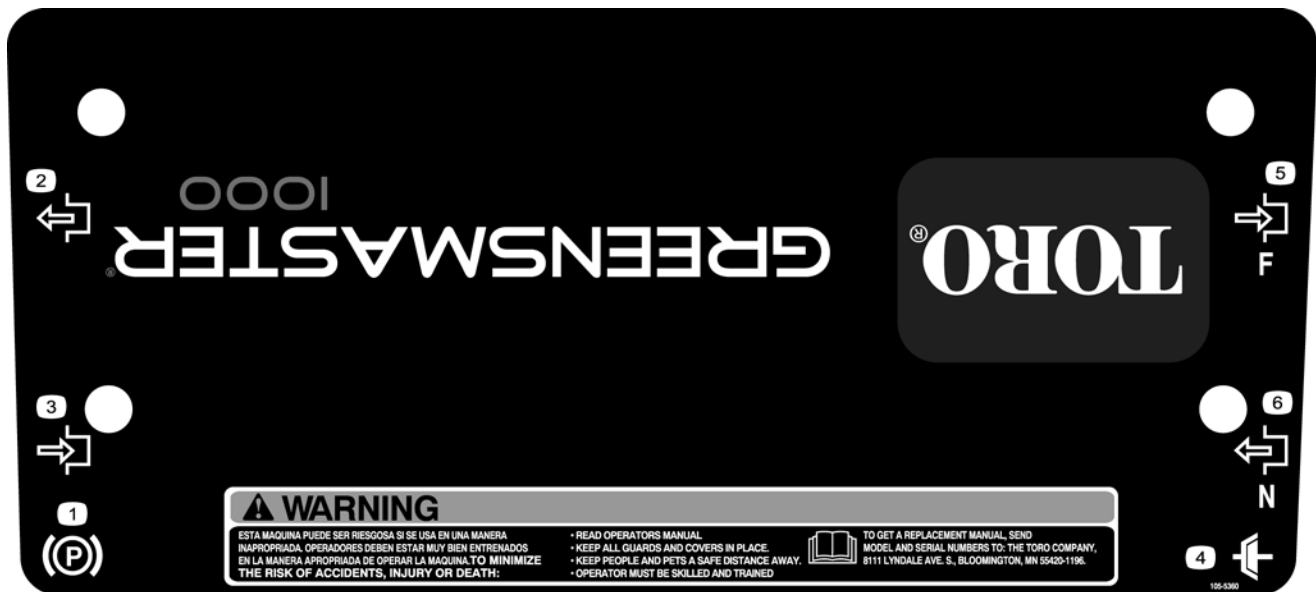 2
5
1000
GREENSMASTER®
TORO®
F
3
6
N
1
P
4
WARNING
ESTA MAQUINA PUEDE SER RIESGOSA SI SE USA EN UNA MANERA
INAPROPRIADA. OPERADORES DEBEN ESTAR MUY BIEN ENTRENADOS
EN LA MANERA APROPRIADA DE OPERAR LA MAQUINA.TO MINIMIZE
THE RISK OF ACCIDENTS, INJURY OR DEATH:
• READ OPERATORS MANUAL
• KEEP ALL GUARDS AND COVERS IN PLACE.
• KEEP PEOPLE AND PETS A SAFE DISTANCE AWAY.
• OPERATOR MUST BE SKILLED AND TRAINED
TO GET A REPLACEMENT MANUAL, SEND
MODEL AND SERIAL NUMBERS TO: THE TORO COMPANY,
8111 LYNDALE AVE. S., BLOOMINGTON, MN 55420-1196.
105-5360